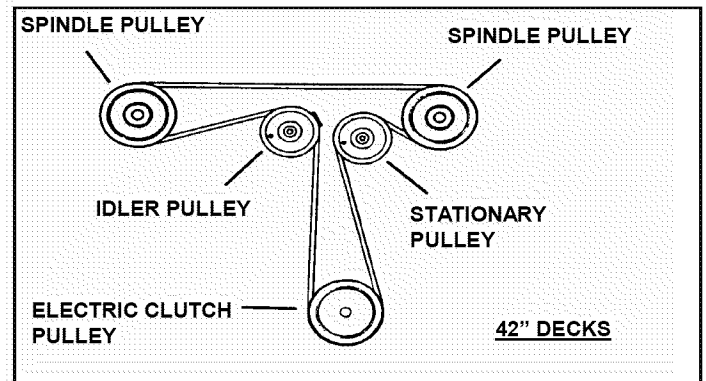 SPINDLE PULLEY
SPINDLE PULLEY
IDLER PULLEY
STATIONARY
PULLEY
ELECTRIC CLUTCH
PULLEY
42” DECKS